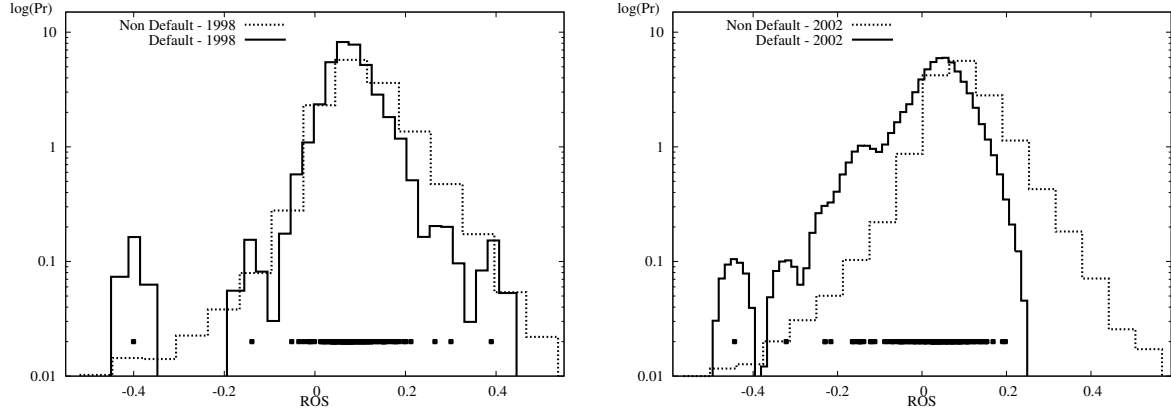 log(Pr)
Non Default - 1998
Default - 1998
10
1
0.1
0.01
-0.4
-0.2
0
0.2
0.4
ROS
log(Pr)
Non Default - 2002
Default - 2002
10
1
0.1
0.01
-0.4
-0.2
0
0.2
0.4
ROS